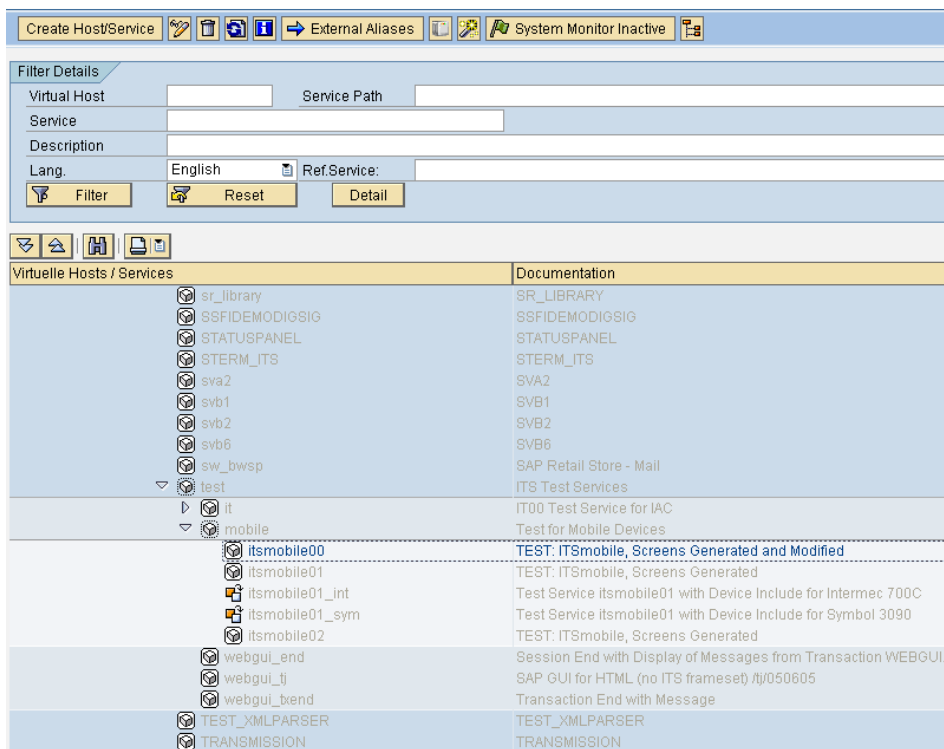 Create Host/Service External Aliases System Monitor Inactive
Filter Details
Virtual Host Service Path
Service
Description
Lang. English Ref.Service:
Filter Reset Detail
Virtuelle Hosts / Services Documentation
sr_library SR_LIBRARY
SSFIDEMODIGSIG SSFIDEMODIGSIG
STATUSPANEL STATUSPANEL
STERM_ITS STERM_ITS
sva2 SVA2
svb1 SVB1
svb2 SVB2
svb6 SVB6
sw_bwsp SAP Retail Store - Mail
test ITS Test Services
it IT00 Test Service for IAC
mobile Test for Mobile Devices
itsmobile00 TEST: ITSmobile, Screens Generated and Modified
itsmobile01 TEST: ITSmobile, Screens Generated
itsmobile01_int Test Service itsmobile01 with Device Include for Intermec 700C
itsmobile01_sym Test Service itsmobile01 with Device Include for Symbol 3090
itsmobile02 TEST: ITSmobile, Screens Generated
webgui_end Session End with Display of Messages from Transaction WEBGUI
webgui_tj SAP GUI for HTML (no ITS frameset) /tj/050605
webgui_txend Transaction End with Message
TEST_XMLPARSER TEST_XMLPARSER
TRANSMISSION TRANSMISSION